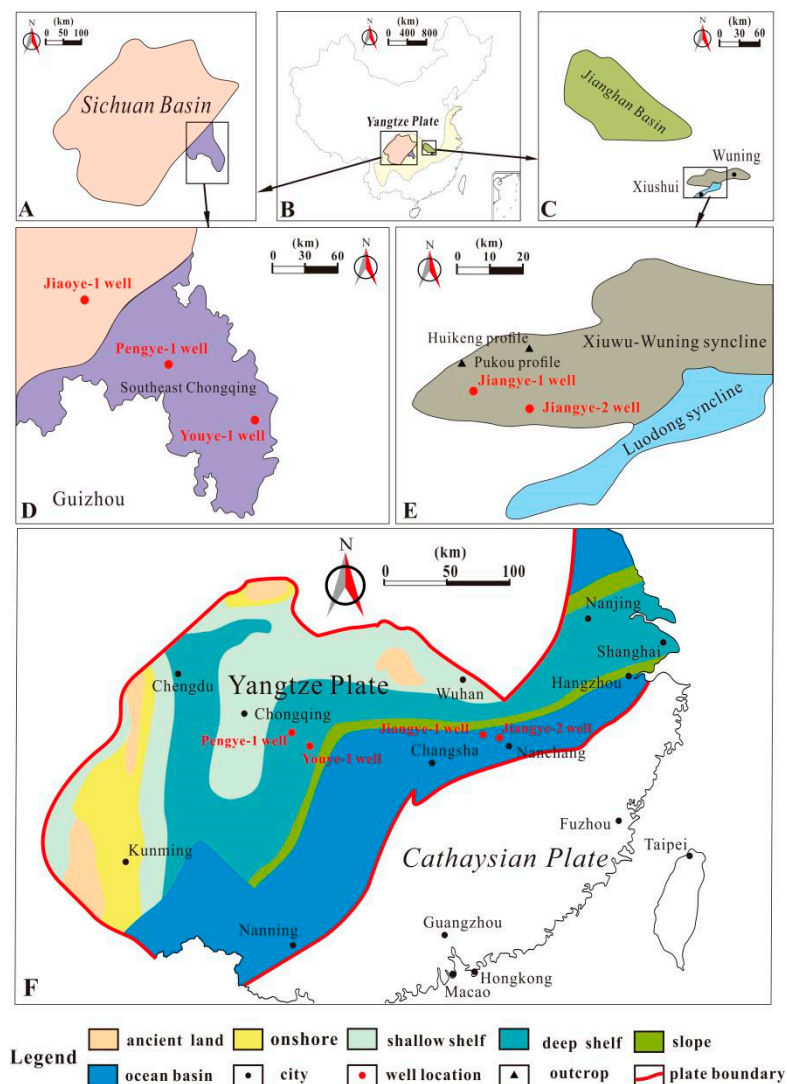 N
(km)
0 50 100
Sichuan Basin
A
N
(km)
0 400 800
Yangtze Plate
B
N
(km)
0 30 60
Jianghan Basin
Wuning
Xiushui
C
(km)
0 30 60
N
Jiaoye-1 well
Pengye-1 well
Southeast Chongqing
Youye-1 well
Guizhou
D
(km)
0 10 20
N
Huikeng profile
Xiuwu-Wuning syncline
Pukou profile
Jiangye-1 well
Jiangye-2 well
Luodong syncline
E
N
(km)
0 50 100
Nanjing
Shanghai
Hangzhou
Chengdu
Yangtze Plate
Wuhan
Chongqing
Pengye-1 well
Jiangye-1 well
Jiangye-2 well
Youye-1 well
Changsha
Nanchang
Fuzhou
Kunming
Cathaysian Plate
Taipei
Guangzhou
Nanning
Hongkong
Macao
F
Legend
ancient land onshore shallow shelf deep shelf slope
ocean basin city well location outcrop plate boundary